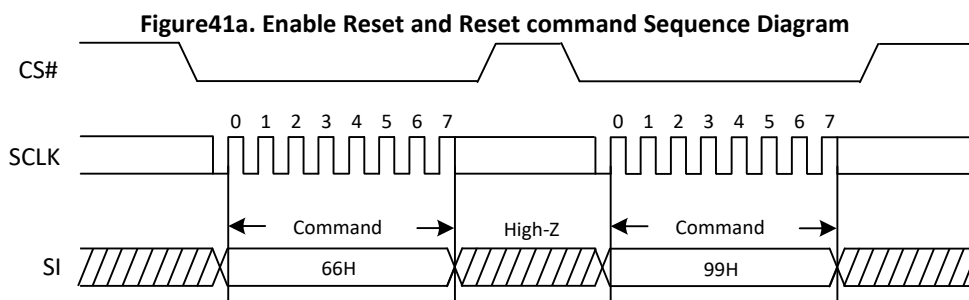 Figure41a. Enable Reset and Reset command Sequence Diagram
CS#
0 1 2 3 4 5 6 7 0 1 2 3 4 5 6 7
SCLK
Command High-Z Command
SI 66H 99H